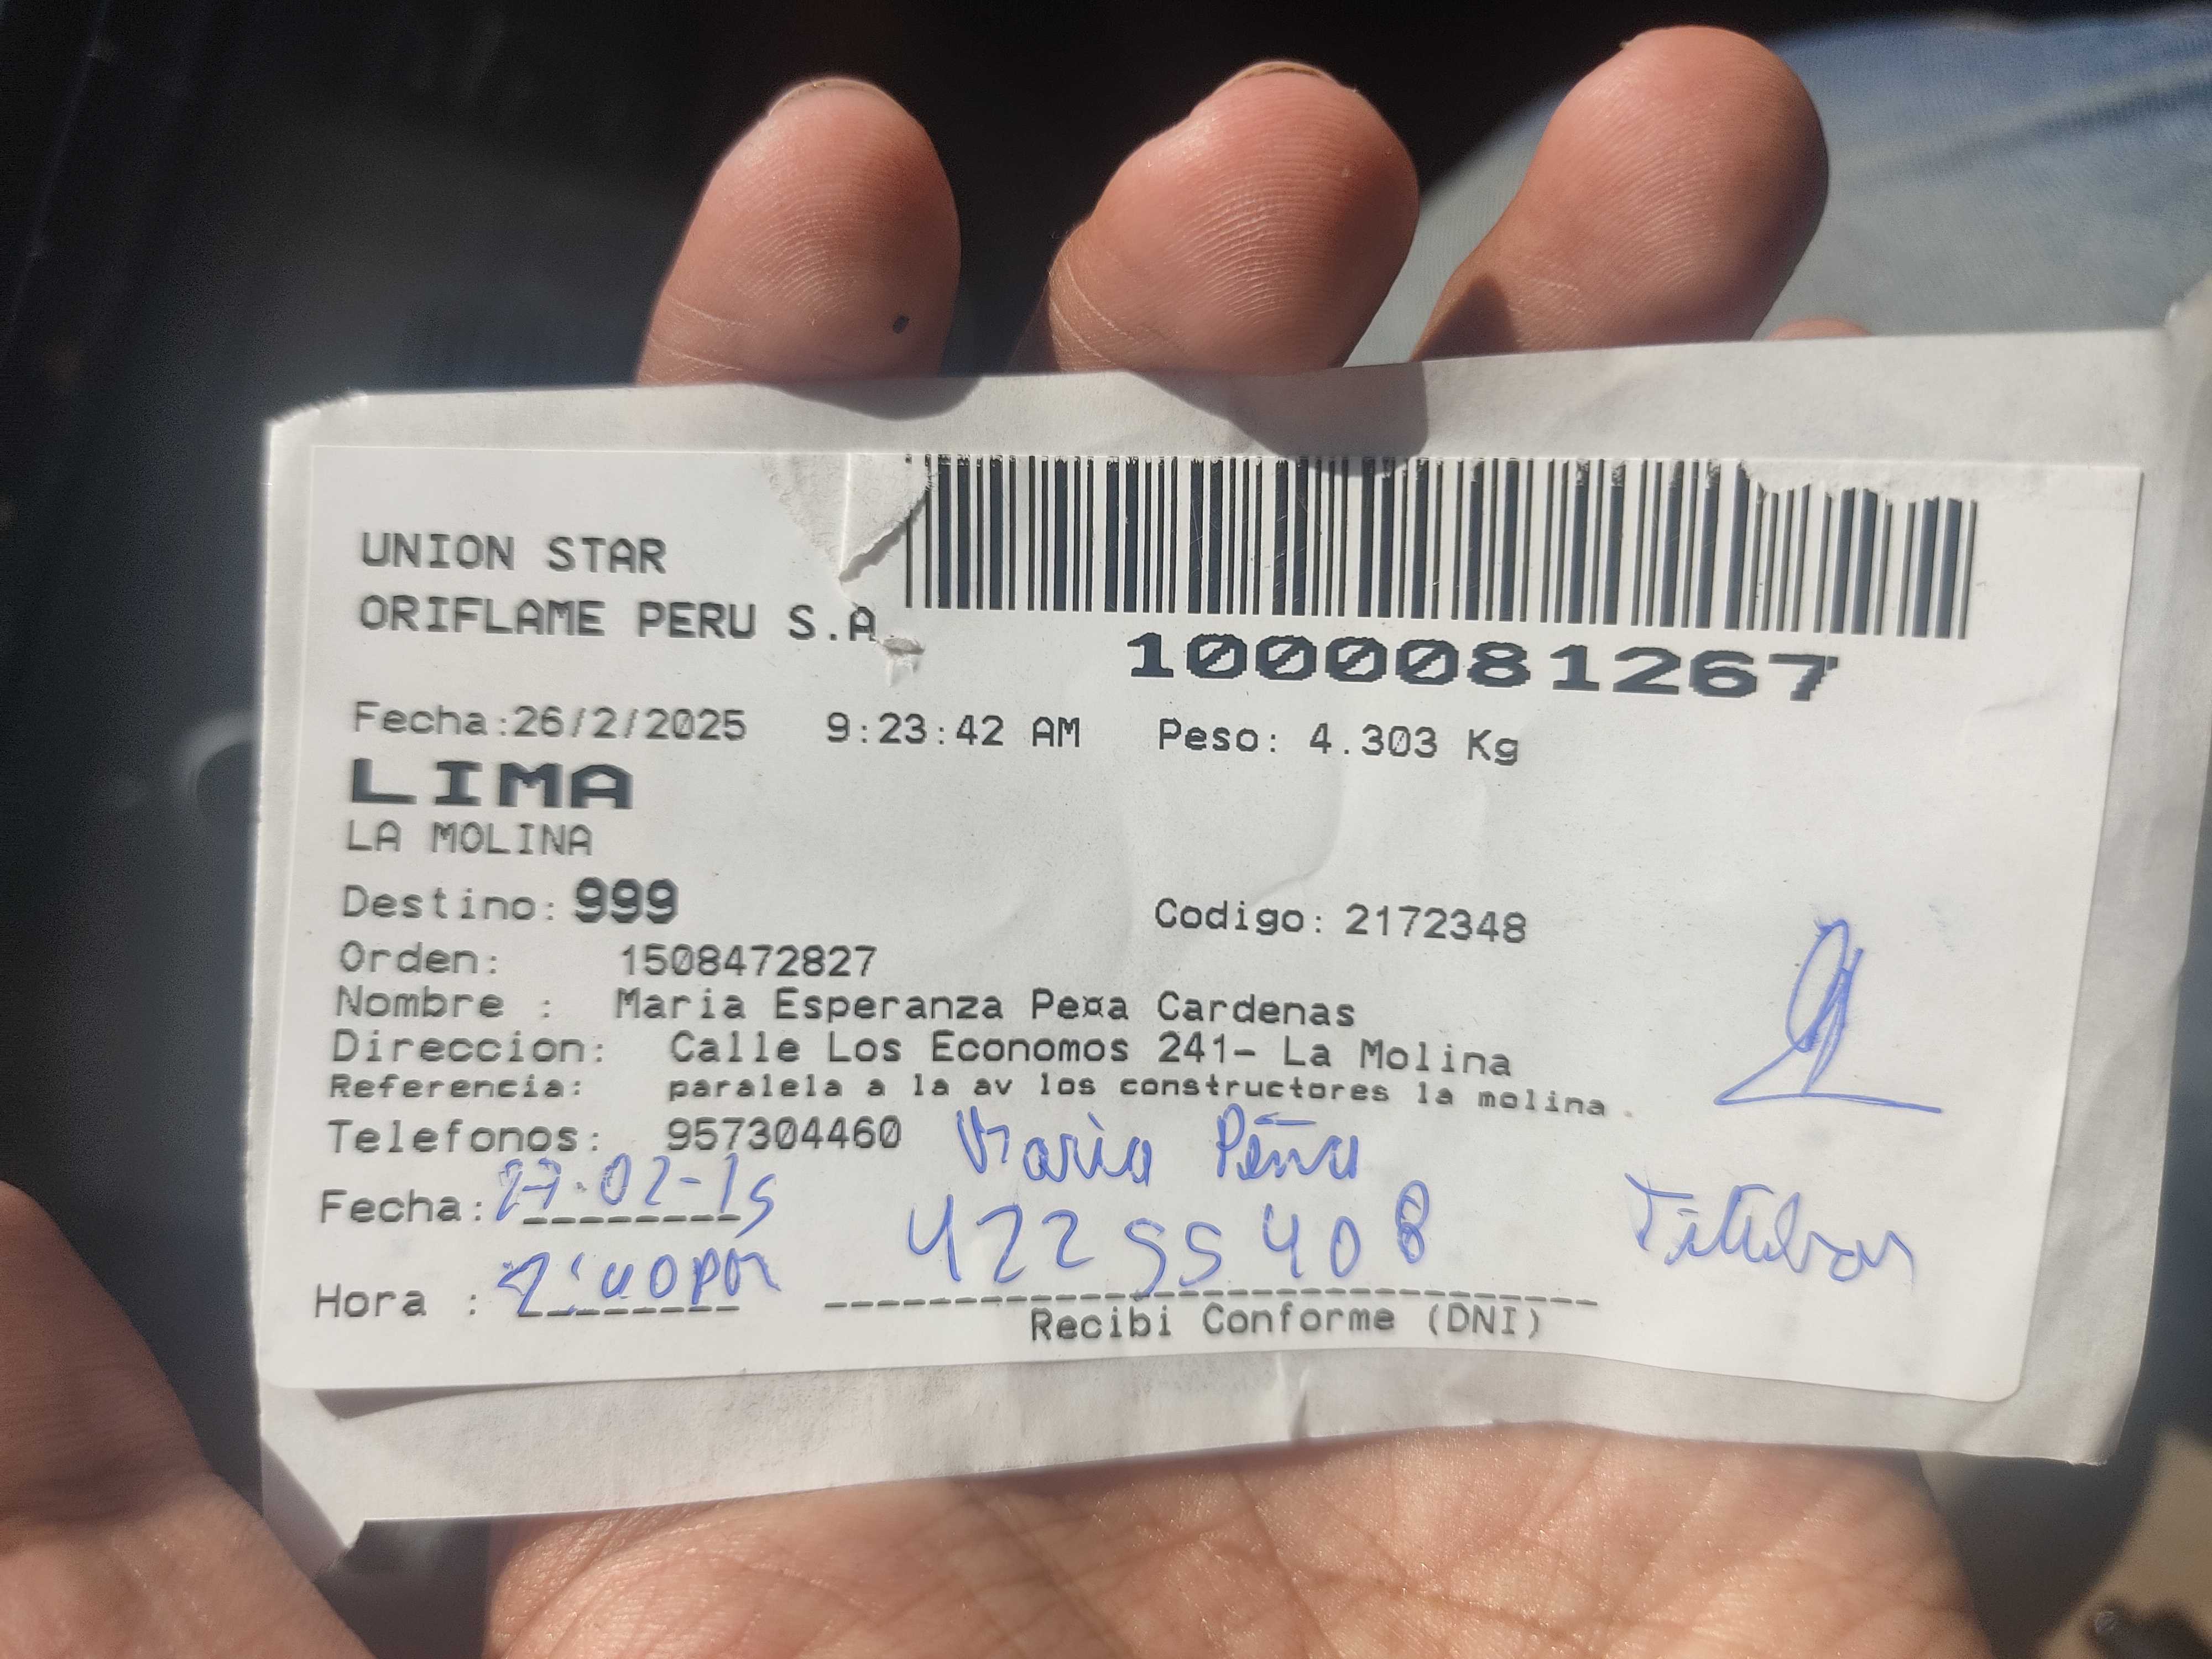 UNION STAR
ORIFLAME PERU S.A
1000081267
Fecha:26/2/2025 9:23:42 AM Peso: 4.303 Kg
LIMA
LA MOLINA
Destino: 999 Codigo: 2172348
Orden: 1508472827
Nombre : Maria Esperanza Pe¤a Cardenas
Direccion: Calle Los Economos 241- La Molina
Referencia: paralela a la av los constructores la molina
Telefonos: 957304460 Maria Peña
Fecha: 27-02-25
42255408 Titular
Hora :
Recibi Conforme (DNI)